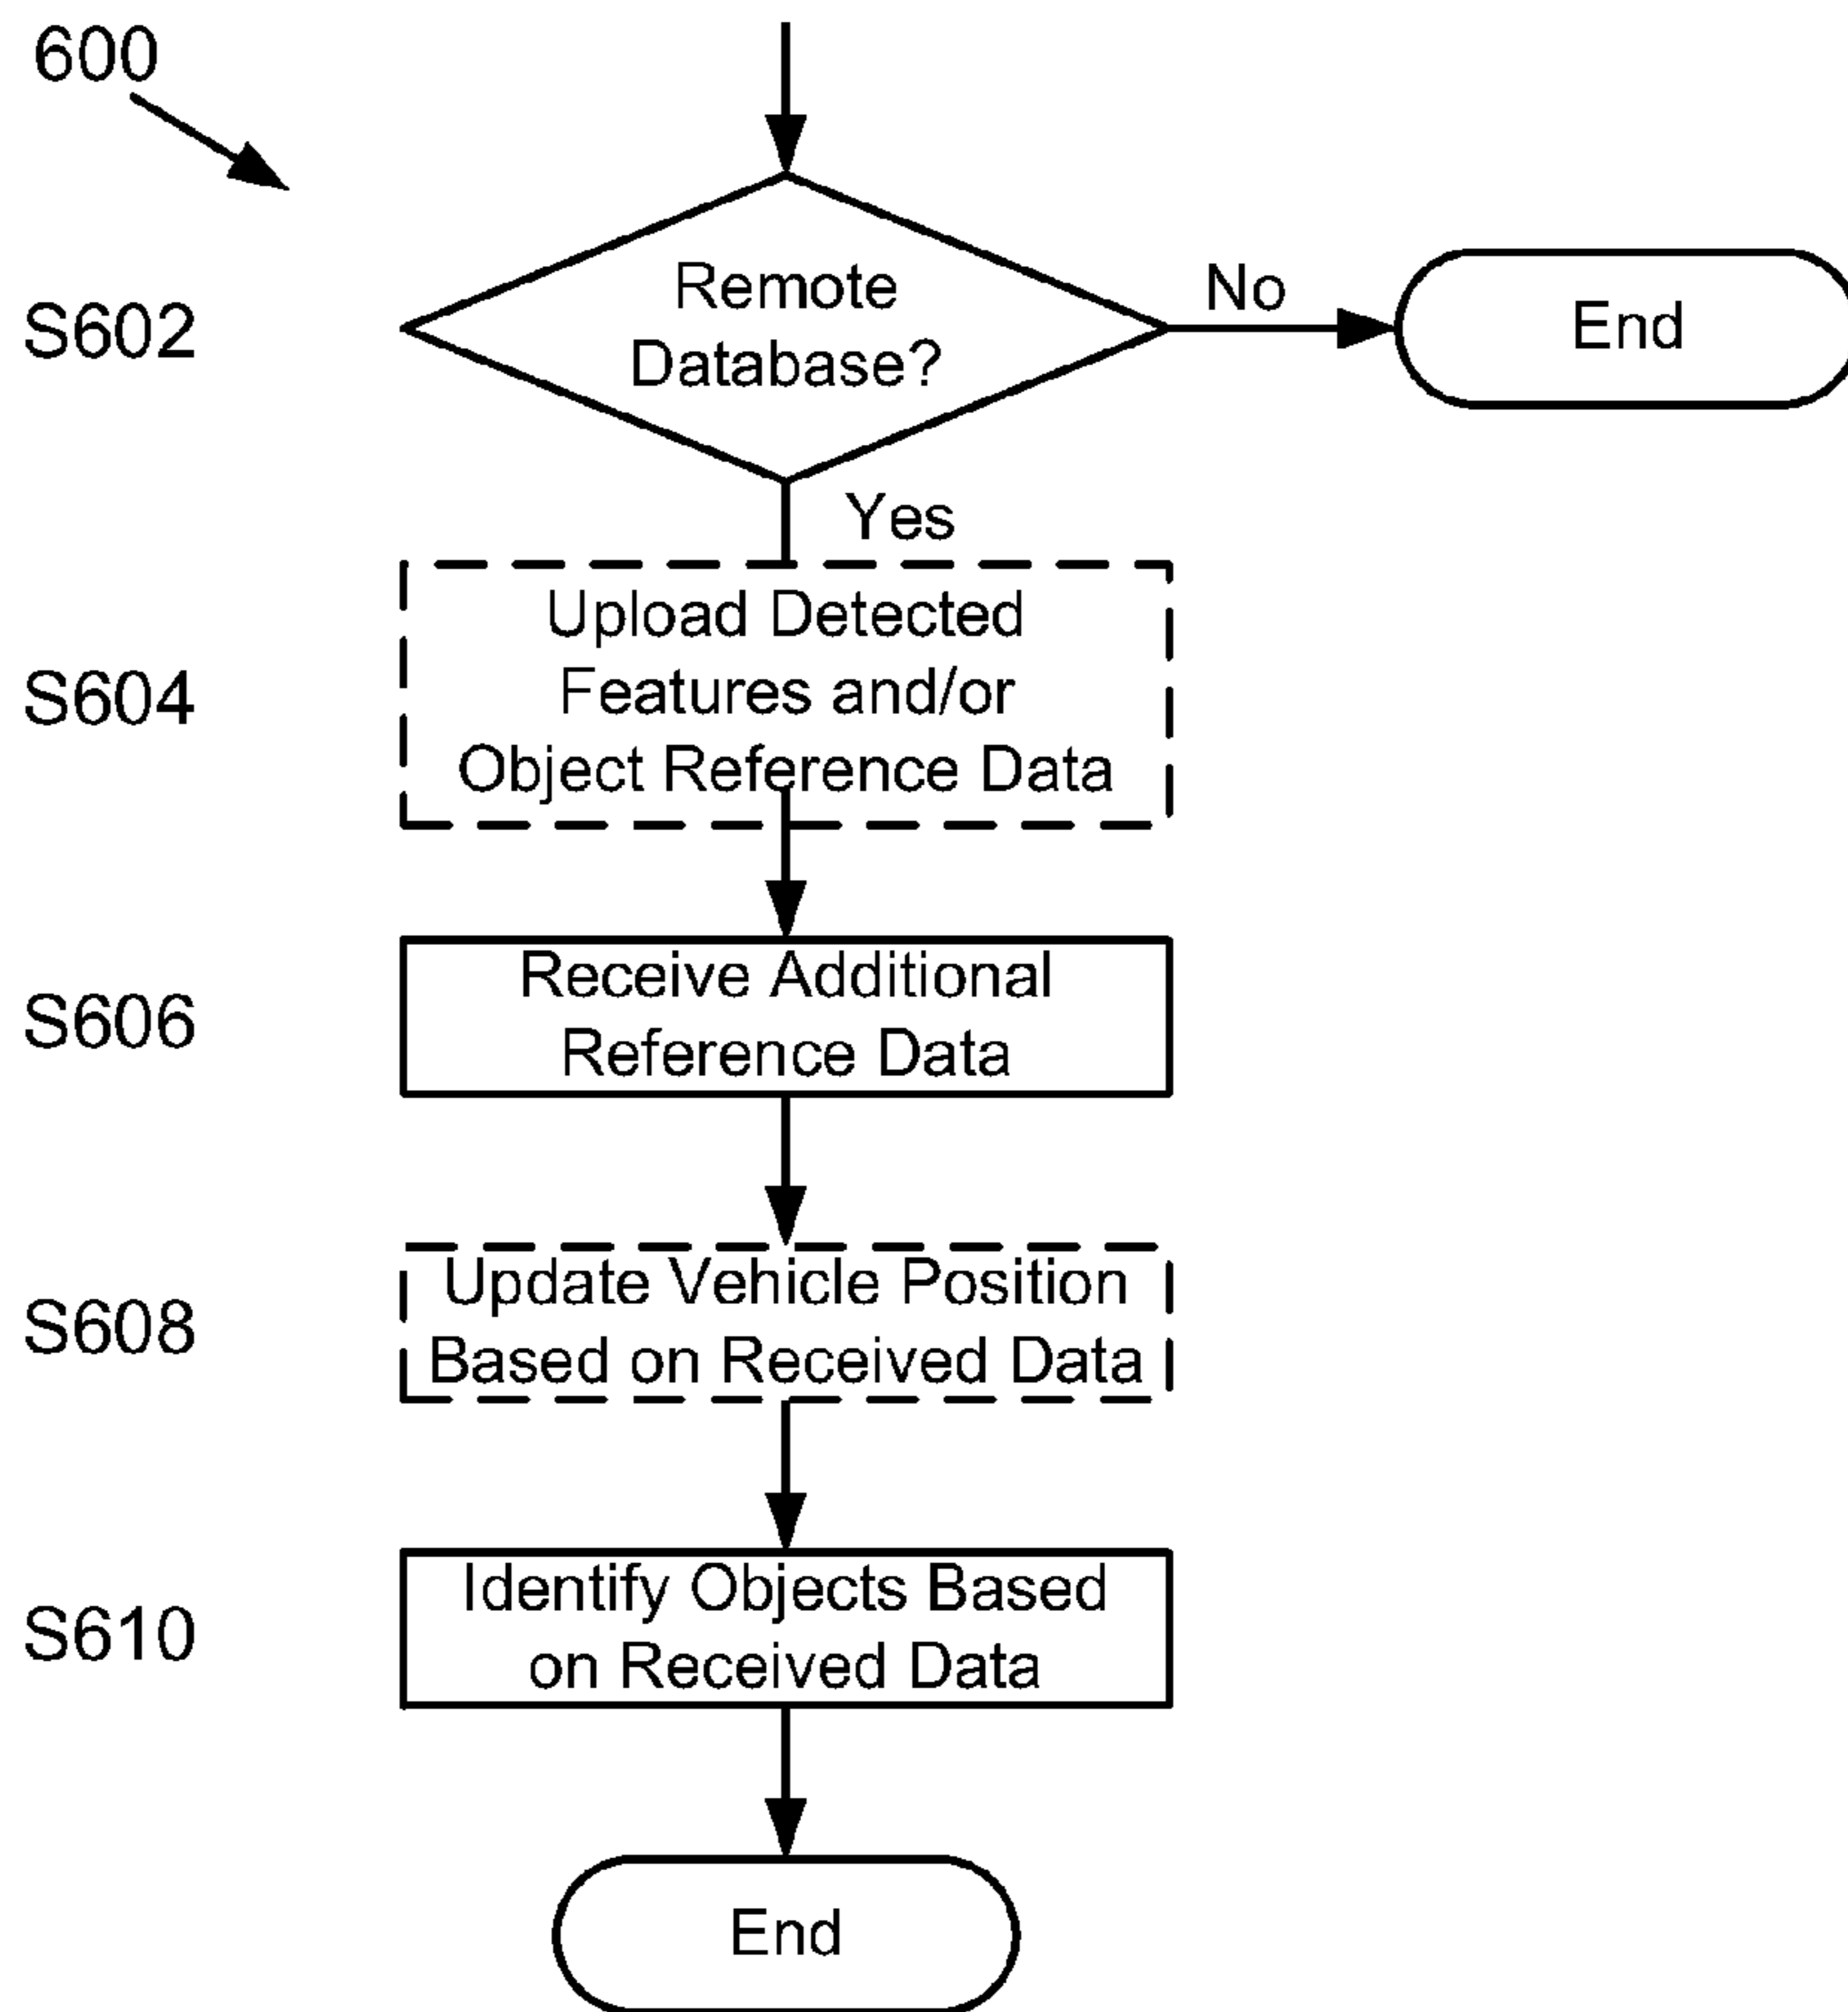 600
S602
Remote
Database?
No
End
Yes
S604
Upload Detected
Features and/or
Object Reference Data
S606
Receive Additional
Reference Data
S608
Update Vehicle Position
Based on Received Data
S610
Identify Objects Based
on Received Data
End